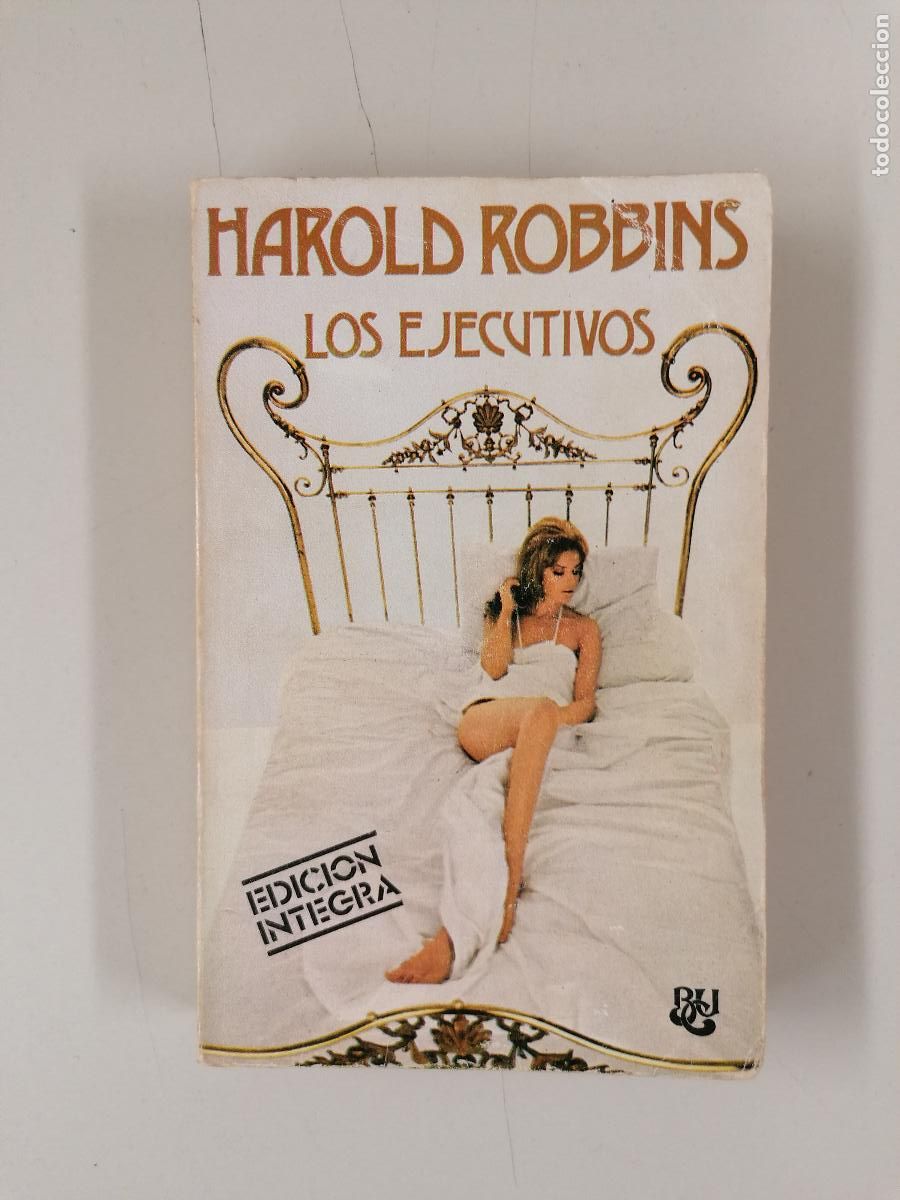 todocoleccion
HAROLD ROBBINS
LOS EJECUTIVOS
EDICION
INTEGRA